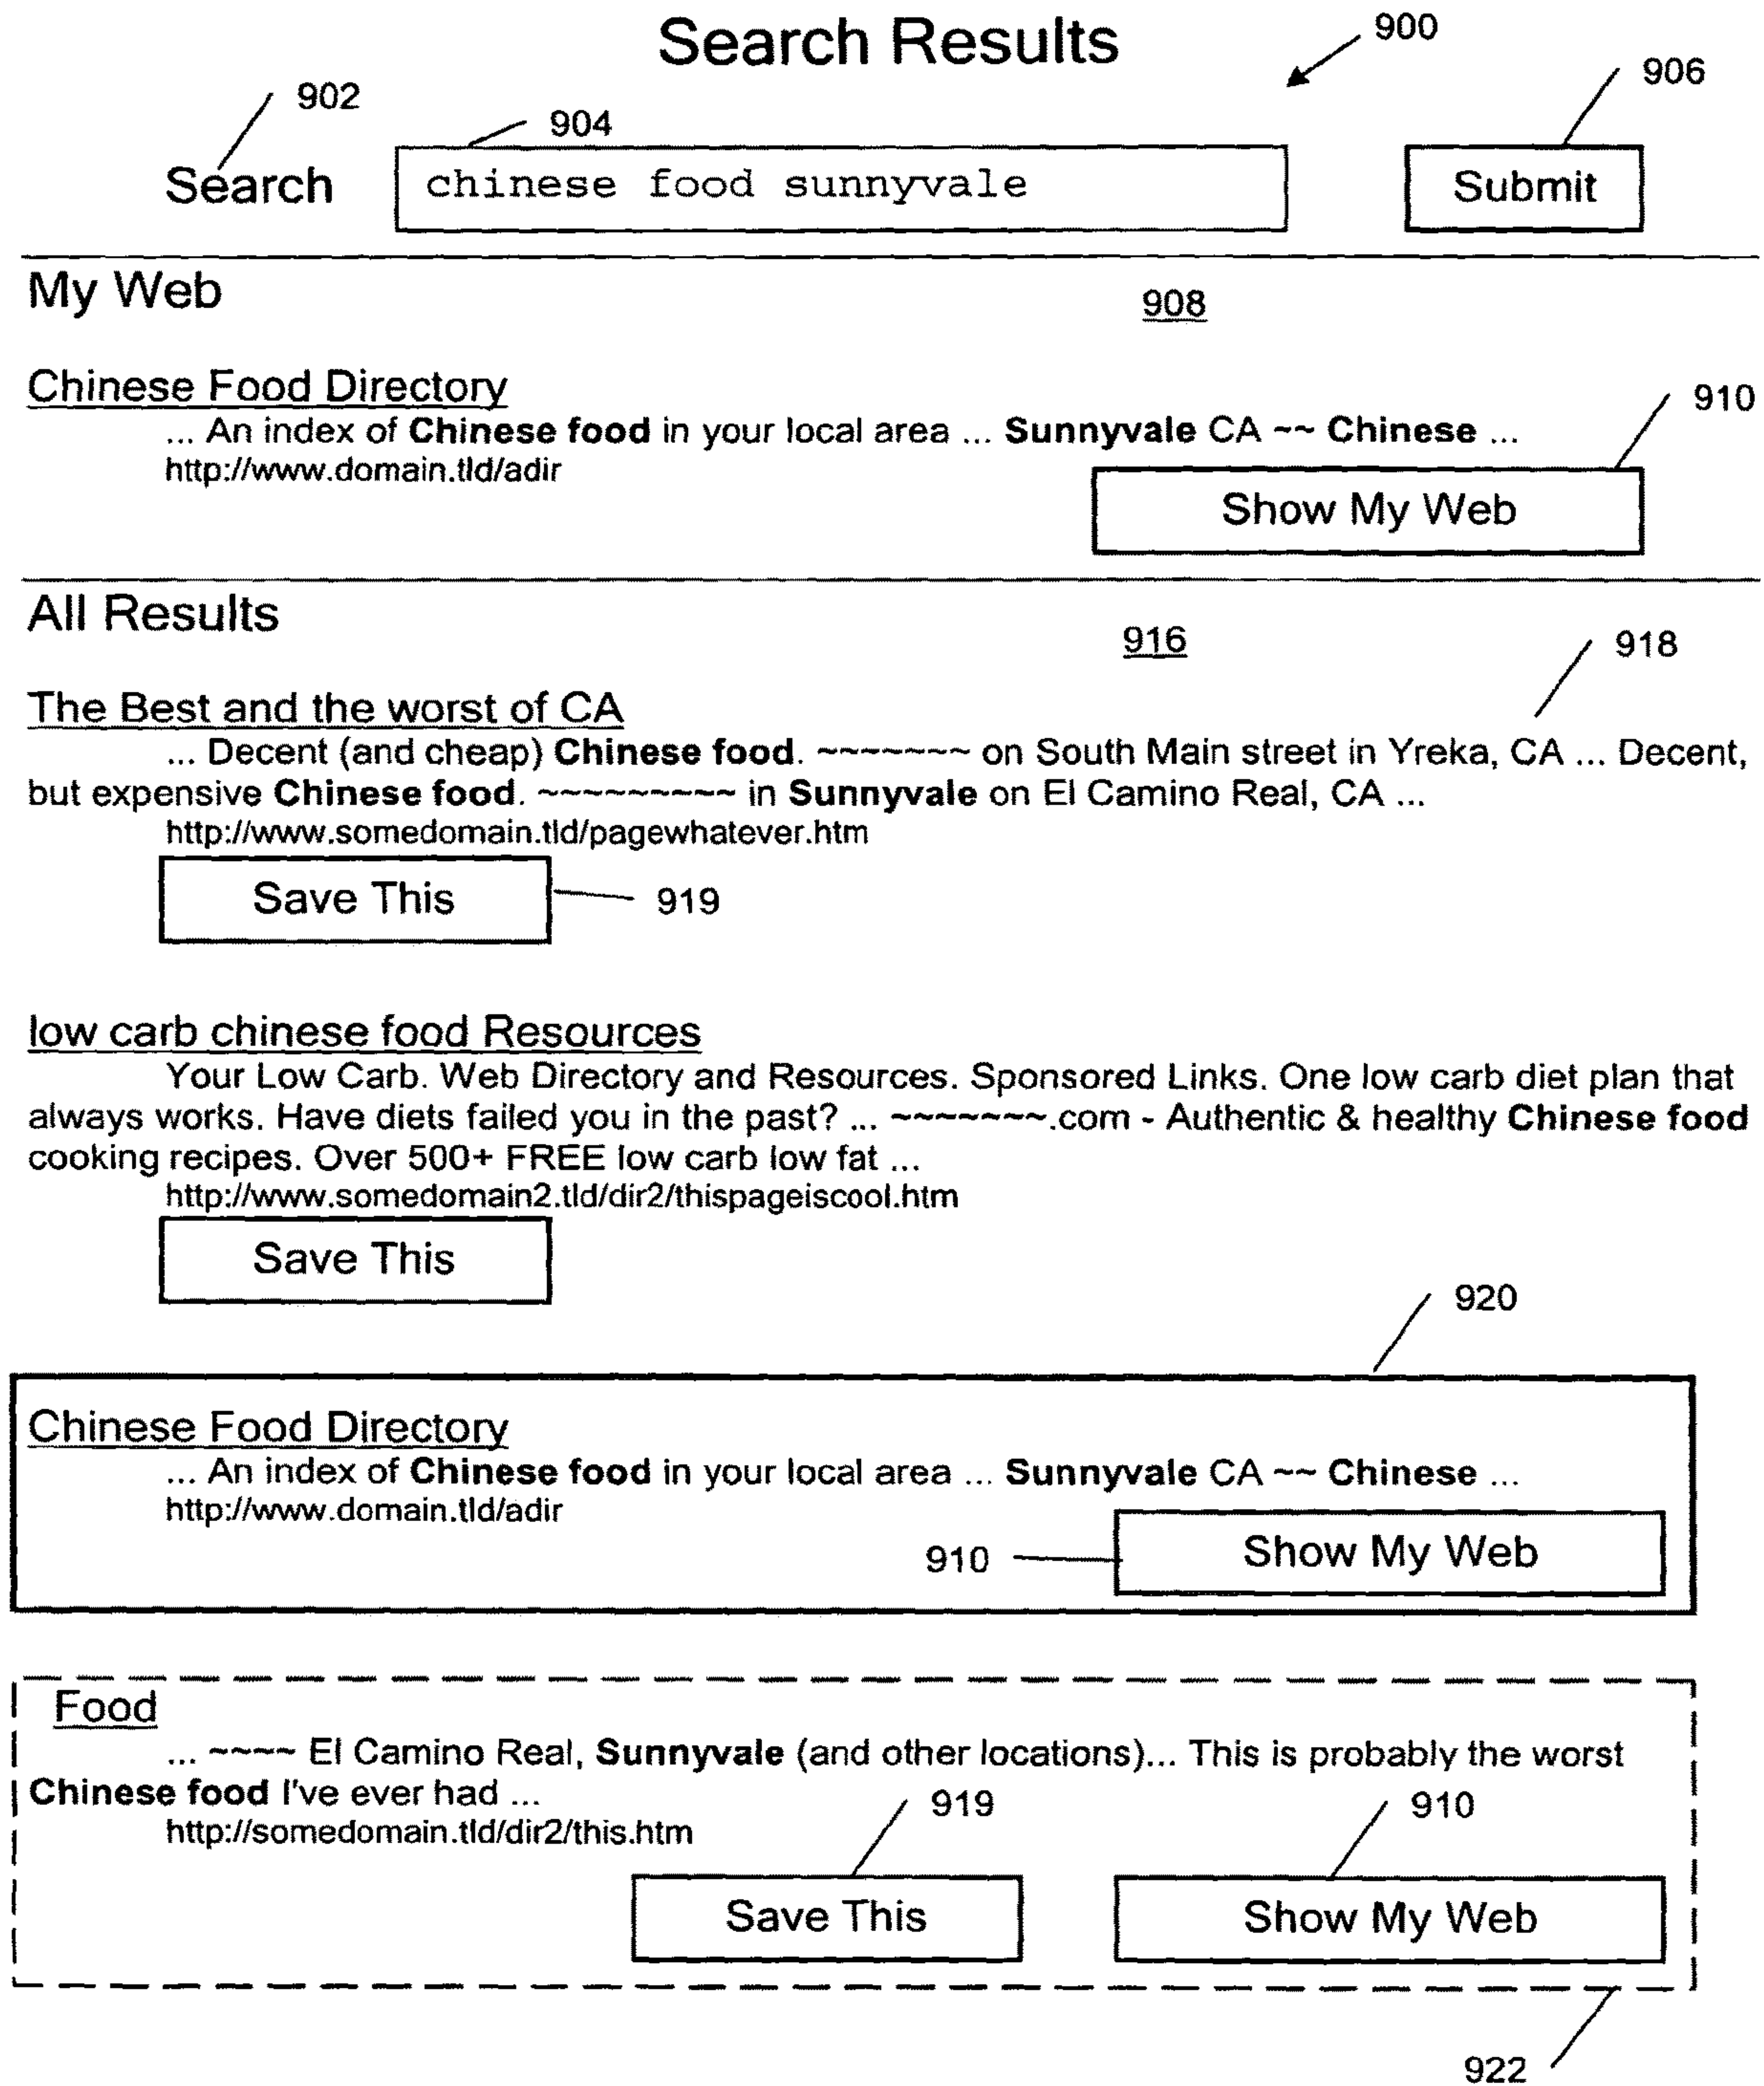 Search Results
900
902
904
906
Search
chinese food sunnyvale
Submit
My Web
908
Chinese Food Directory
910
... An index of Chinese food in your local area ... Sunnyvale CA ~~ Chinese ...
http://www.domain.tld/adir
Show My Web
All Results
916
918
The Best and the worst of CA
... Decent (and cheap) Chinese food. ~~~~~~~ on South Main street in Yreka, CA ... Decent,
but expensive Chinese food. ~~~~~~~~~ in Sunnyvale on El Camino Real, CA ...
http://www.somedomain.tld/pagewhatever.htm
Save This
919
low carb chinese food Resources
Your Low Carb. Web Directory and Resources. Sponsored Links. One low carb diet plan that
always works. Have diets failed you in the past? ... ~~~~~~~.com - Authentic & healthy Chinese food
cooking recipes. Over 500+ FREE low carb low fat ...
http://www.somedomain2.tld/dir2/thispageiscool.htm
Save This
920
Chinese Food Directory
... An index of Chinese food in your local area ... Sunnyvale CA ~~ Chinese ...
http://www.domain.tld/adir
910
Show My Web
Food
... ~~~~ El Camino Real, Sunnyvale (and other locations)... This is probably the worst
Chinese food I've ever had ...
919
910
http://somedomain.tld/dir2/this.htm
Save This
Show My Web
922